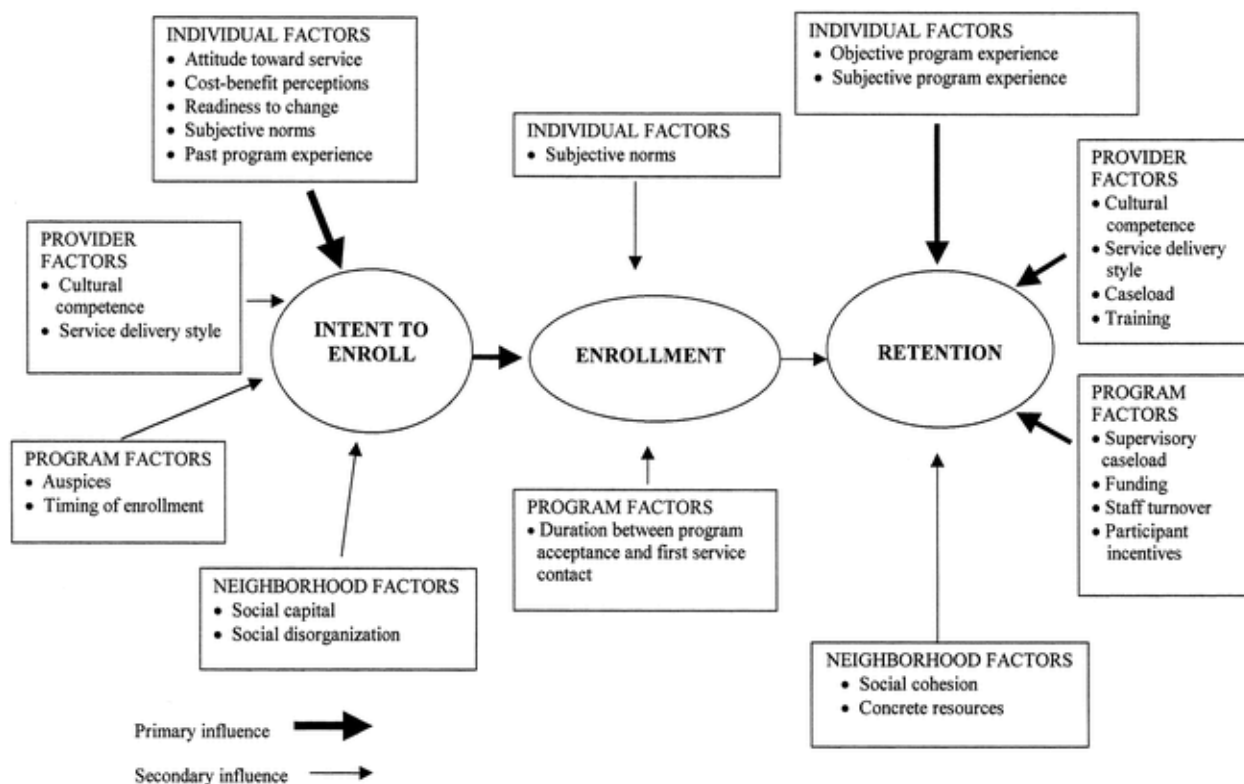 INDIVIDUAL FACTORS
• Attitude toward service
• Cost-benefit perceptions
• Readiness to change
• Subjective norms
• Past program experience
INDIVIDUAL FACTORS
• Subjective norms
INDIVIDUAL FACTORS
• Objective program experience
• Subjective program experience
PROVIDER
FACTORS
• Cultural
competence
• Service delivery style
PROVIDER
FACTORS
• Cultural
competence
• Service delivery
style
• Caseload
• Training
INTENT TO
ENROLL
ENROLLMENT
RETENTION
PROGRAM FACTORS
• Auspices
• Timing of enrollment
NEIGHBORHOOD FACTORS
• Social capital
• Social disorganization
PROGRAM FACTORS
• Duration between program
acceptance and first service
contact
PROGRAM
FACTORS
• Supervisory
caseload
• Funding
• Staff turnover
• Participant
incentives
NEIGHBORHOOD FACTORS
• Social cohesion
• Concrete resources
Primary influence
Secondary influence